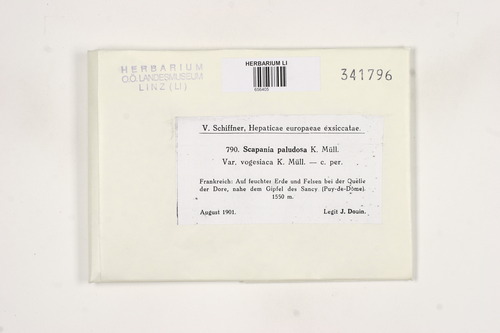 HERBARIUM
O.Ö. LANDESMUSEUM
LINZ (LI)
HERBARIUM LI
341796
V. Schiffner, Hepaticae europaeae exsiccatae.
790. Scapania paludosa K. Müll.
Var. vogesiaca K. Müll. — c. per.
Frankreich: Auf feuchter Erde und Felsen bei der Quelle
der Dore, nahe dem Gipfel des Sancy (Puy-de-Dôme).
1550 m.
August 1901.
Legit J. Douin.